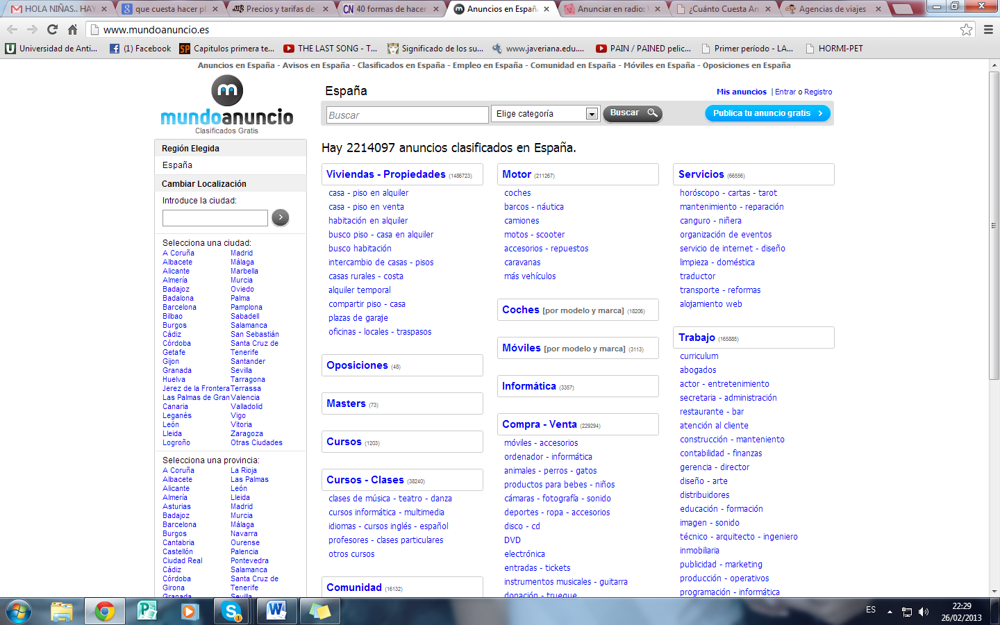 HOLA NIÑAS.. HAY
que cuesta hacer pl
Precios y tarifas de
40 formas de hacer
Anuncios en España
Anunciar en radio:
¿Cuánto Cuesta An
Agencias de viajes
www.mundoanuncio.es
Universidad de Anti...
(1) Facebook
Capitulos primera te...
THE LAST SONG - T...
Significado de los su...
www.javeriana.edu....
PAIN / PAINED pelic...
Primer período - LA...
HORMI-PET
Anuncios en España - Avisos en España - Clasificados en España - Empleo en España - Comunidad en España - Móviles en España - Oposiciones en España
mundoanuncio
Clasificados Gratis
España
Mis anuncios | Entrar o Registro
Buscar
Elige categoría
Buscar
Publica tu anuncio gratis
Región Elegida
España
Cambiar Localización
Introduce la ciudad:
Selecciona una ciudad:
A Coruña
Albacete
Alicante
Almería
Badajoz
Badalona
Barcelona
Bilbao
Burgos
Cádiz
Córdoba
Getafe
Gijon
Granada
Huelva
Jerez de la Frontera
Las Palmas de Gran
Canaria
Leganés
León
Lleida
Logroño
Madrid
Málaga
Marbella
Murcia
Oviedo
Palma
Pamplona
Sabadell
Salamanca
San Sebastián
Santa Cruz de
Tenerife
Santander
Sevilla
Tarragona
Terrassa
Valencia
Valladolid
Vigo
Vitoria
Zaragoza
Otras Ciudades
Selecciona una provincia:
A Coruña
Albacete
Alicante
Almería
Asturias
Badajoz
Barcelona
Burgos
Cantabria
Castellón
Ciudad Real
Cádiz
Córdoba
Girona
Granada
La Rioja
Las Palmas
León
Lleida
Madrid
Murcia
Málaga
Navarra
Ourense
Palencia
Pontevedra
Salamanca
Santa Cruz de
Tenerife
Sevilla
Hay 2214097 anuncios clasificados en España.
Viviendas - Propiedades (1486723)
casa - piso en alquiler
casa - piso en venta
habitación en alquiler
busco piso - casa en alquiler
busco habitación
intercambio de casas - pisos
casas rurales - costa
alquiler temporal
compartir piso - casa
plazas de garaje
oficinas - locales - traspasos
Oposiciones (48)
Masters (73)
Cursos (1203)
Cursos - Clases (38240)
clases de música - teatro - danza
cursos informática - multimedia
idiomas - cursos inglés - español
profesores - clases particulares
otros cursos
Comunidad (16132)
Motor (211267)
coches
barcos - náutica
camiones
motos - scooter
accesorios - repuestos
caravanas
más vehículos
Coches [por modelo y marca] (18206)
Móviles [por modelo y marca] (3113)
Informática (3357)
Compra - Venta (229294)
móviles - accesorios
ordenador - informática
animales - perros - gatos
productos para bebes - niños
cámaras - fotografía - sonido
deportes - ropa - accesorios
disco - cd
DVD
electrónica
entradas - tickets
instrumentos musicales - guitarra
donación - trueque
Servicios (66556)
horóscopo - cartas - tarot
mantenimiento - reparación
canguro - niñera
organización de eventos
servicio de internet - diseño
limpieza - doméstica
traductor
transporte - reformas
alojamiento web
Trabajo (165885)
curriculum
abogados
actor - entretenimiento
secretaria - administración
restaurante - bar
atención al cliente
construcción - manteniento
contabilidad - finanzas
gerencia - director
diseño - arte
distribuidores
educación - formación
imagen - sonido
técnico - arquitecto - ingeniero
inmobiliaria
publicidad - marketing
producción - operativos
programación - informática
ES
22:29
26/02/2013